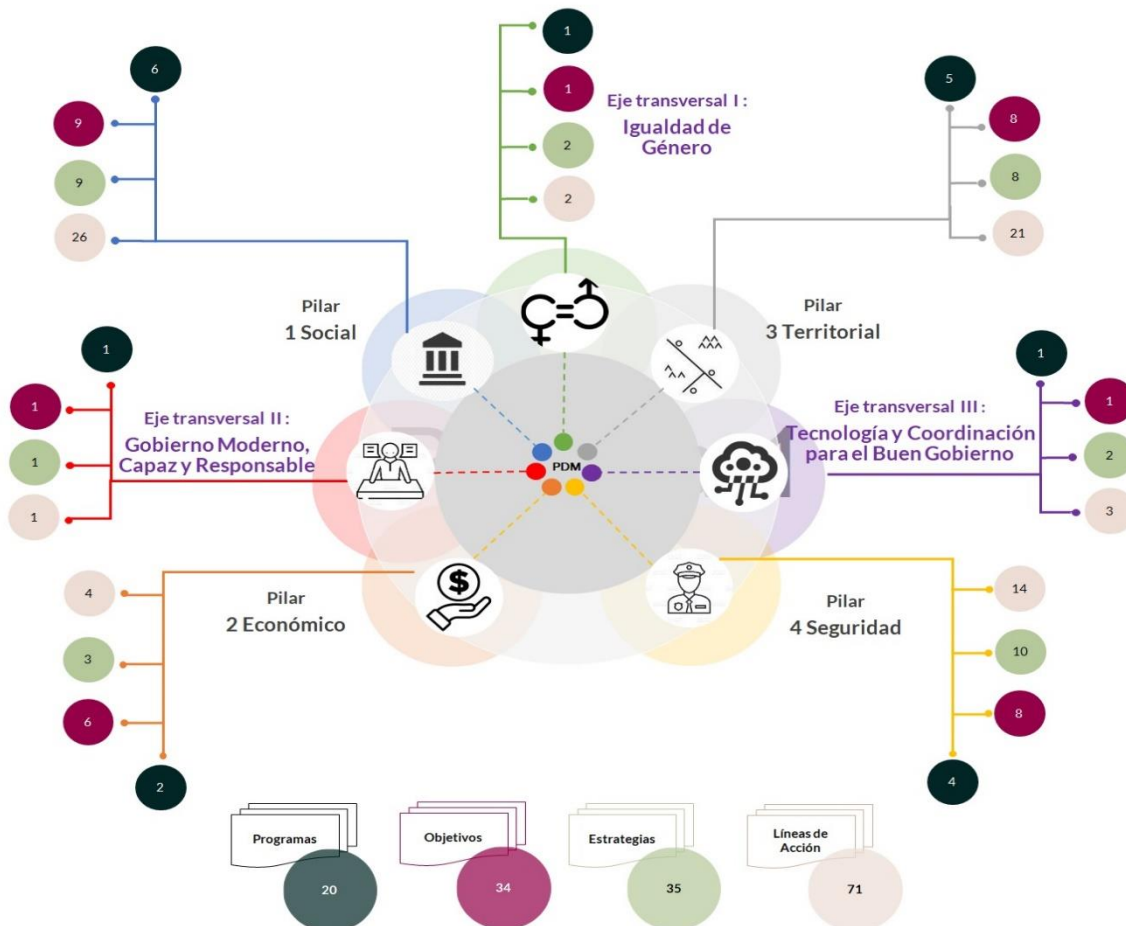 1
6
1
5
9
Eje transversal I :
Igualdad de
Género
8
9
2
8
26
2
21
Pilar
1 Social
Pilar
3 Territorial
1
1
1
Eje transversal II :
Gobierno Moderno,
Capaz y Responsable
1
1
Eje transversal III :
Tecnología y Coordinación
para el Buen Gobierno
1
2
3
PDM
4
Pilar
2 Económico
3
6
2
$
Pilar
4 Seguridad
14
10
8
4
Programas
20
Objetivos
34
Estrategias
35
Líneas de
Acción
71